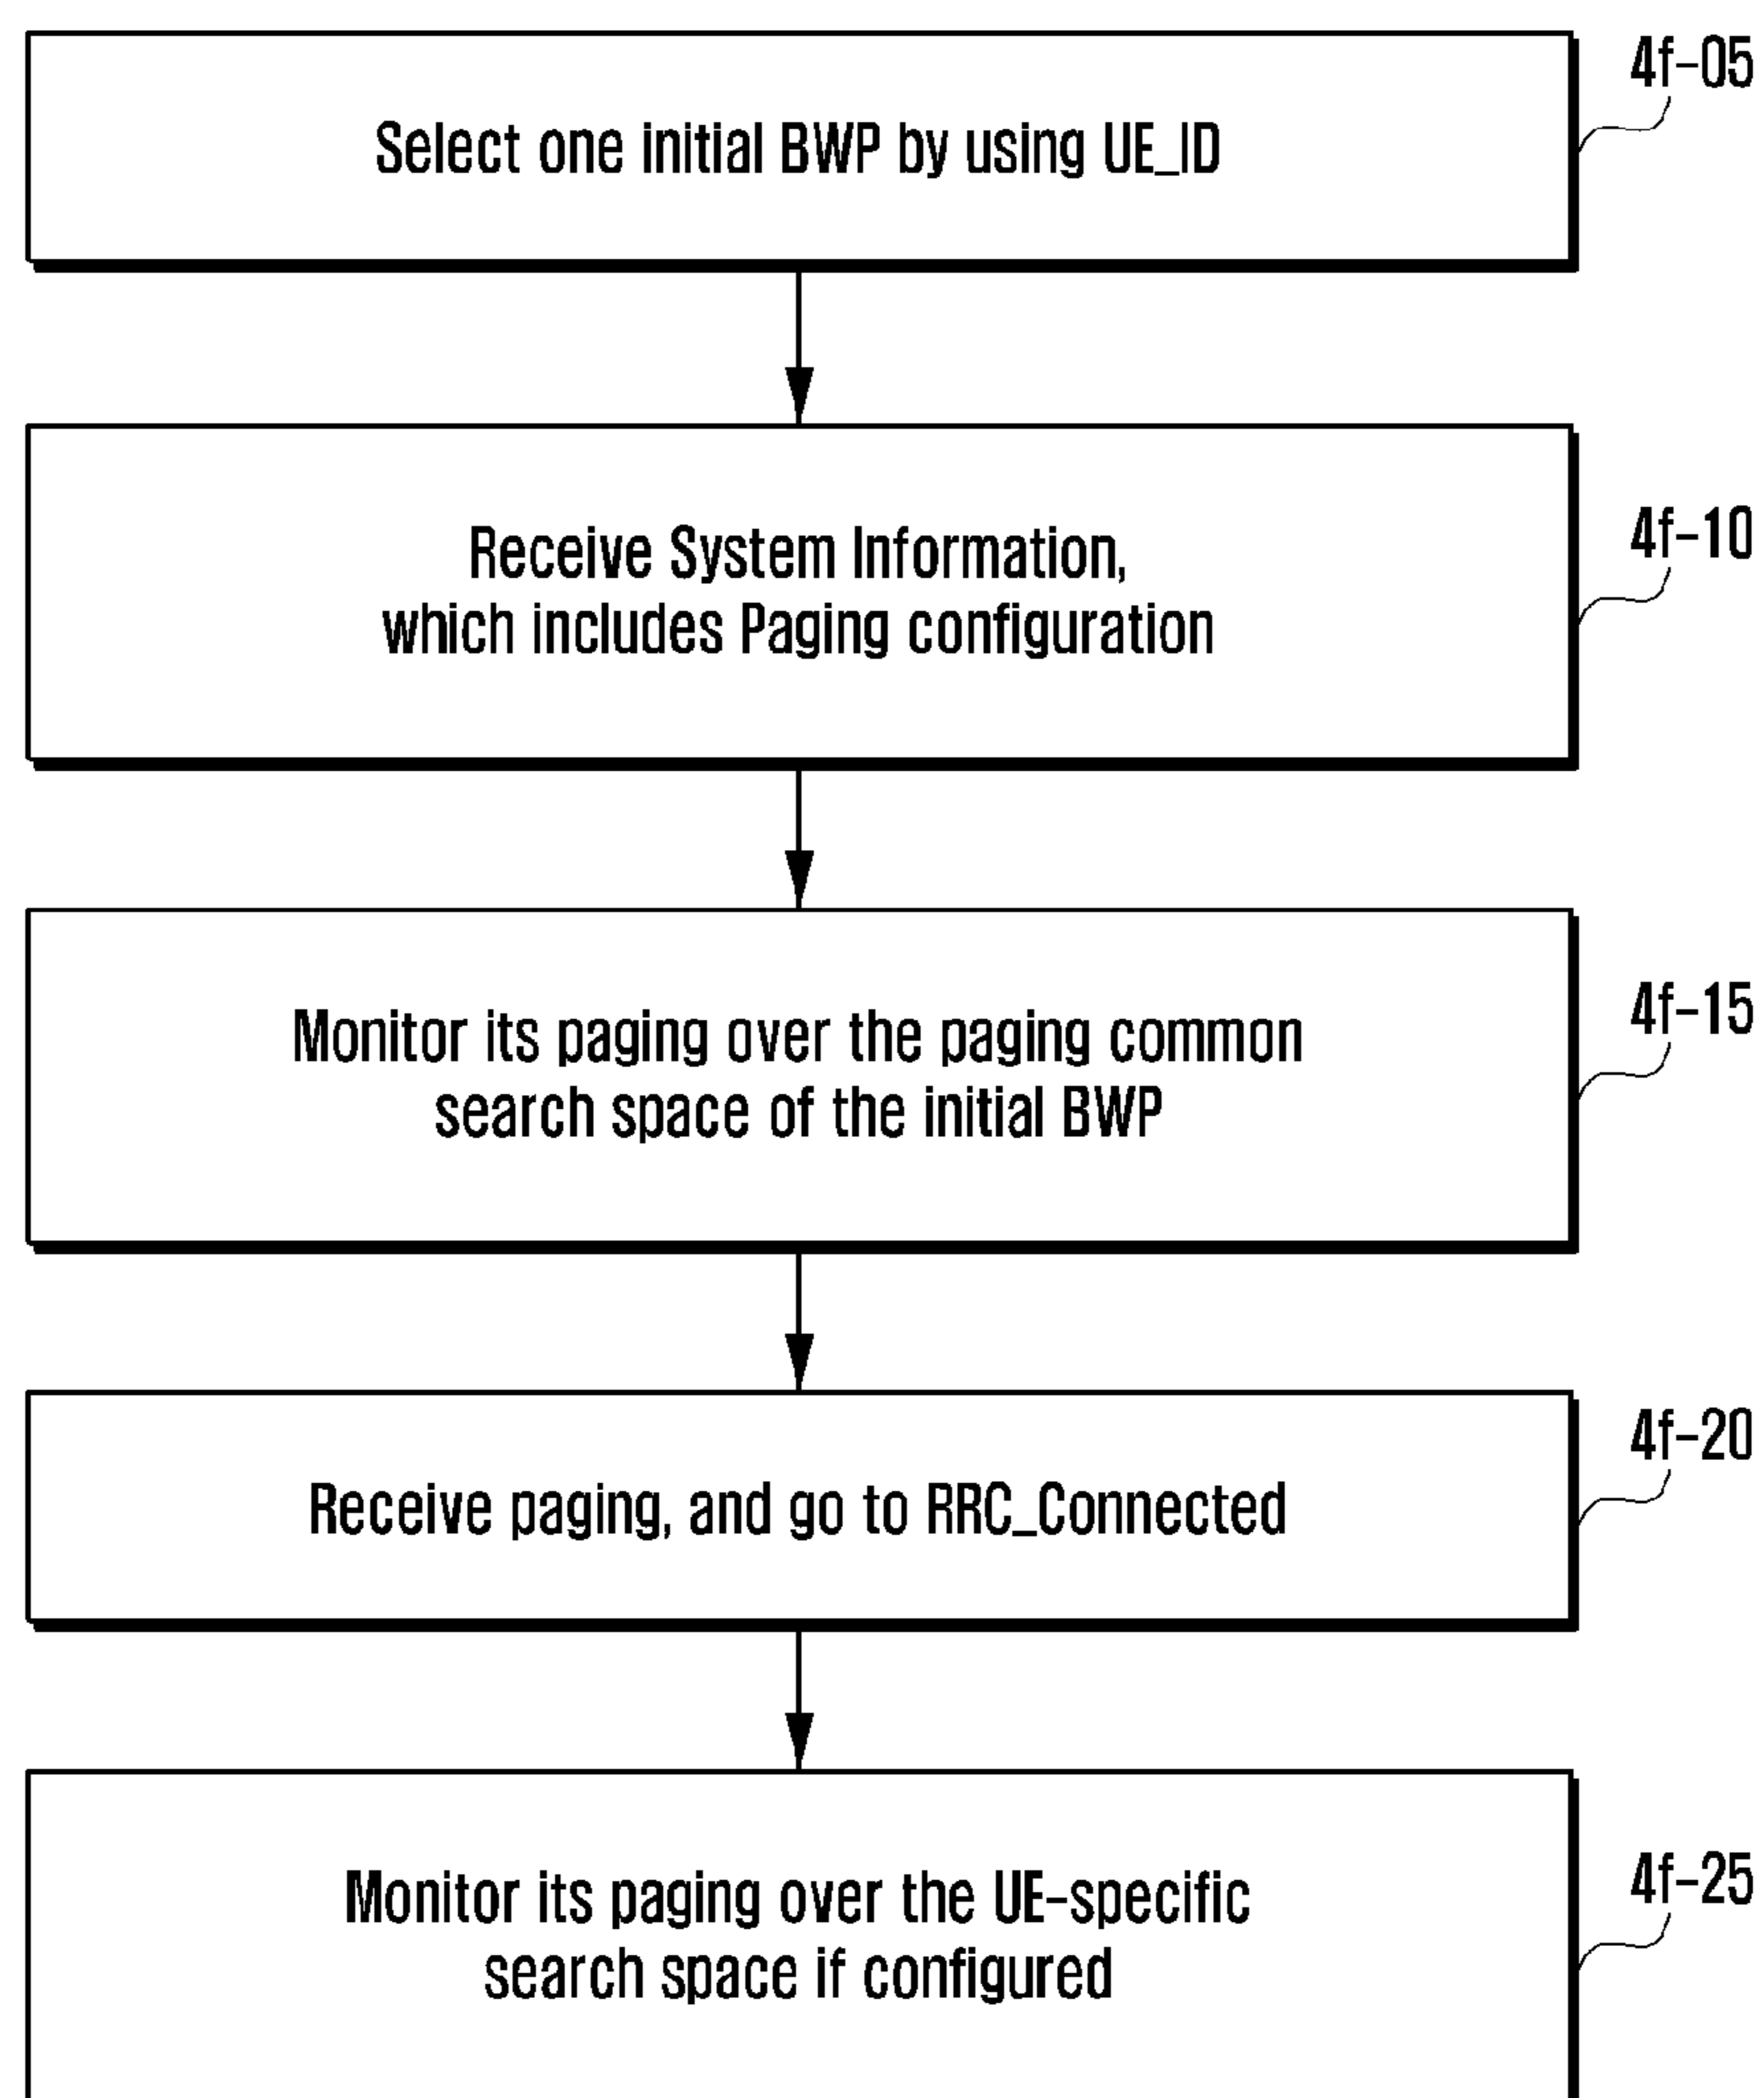 4f-05
Select one initial BWP by using UE_ID
4f-10
Receive System Information,
which includes Paging configuration
4f-15
Monitor its paging over the paging common
search space of the initial BWP
4f-20
Receive paging, and go to RRC_Connected
4f-25
Monitor its paging over the UE-specific
search space if configured